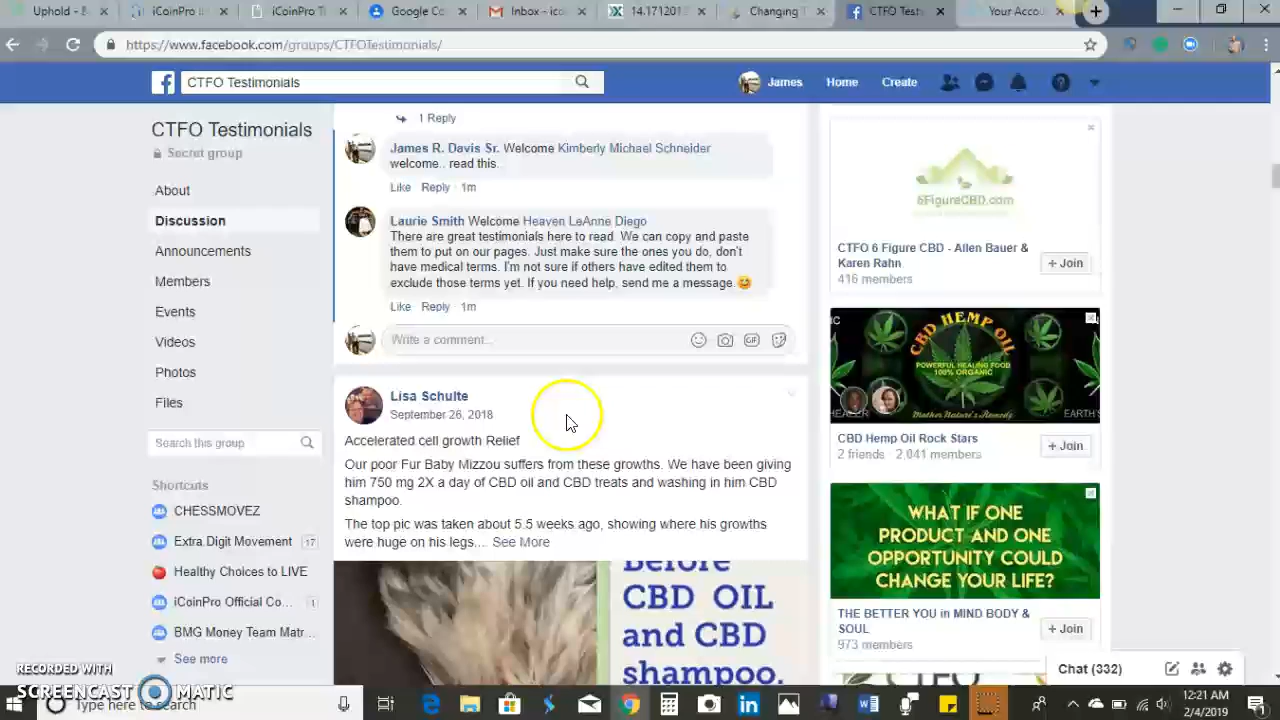 Uphold - B
iCoinPro II
iCoinPro T
Google Co
Inbox - ico
14.171201
Changing T
CTFO Tes
Your Accou
https://www.facebook.com/groups/CTFOTestimonials/
CTFO Testimonials
James
Home
Create
CTFO Testimonials
Secret group
About
Discussion
Announcements
Members
Events
Videos
Photos
Files
Search this group
Shortcuts
CHESSMOVEZ
Extra Digit Movement
17
Healthy Choices to LIVE
iCoinPro Official Co...
1
BMG Money Team Matr...
See more
1 Reply
James R. Davis Sr. Welcome Kimberly Michael Schneider
welcome.. read this.
Like · Reply · 1m
Laurie Smith Welcome Heaven LeAnne Diego
There are great testimonials here to read. We can copy and paste
them to put on our pages. Just make sure the ones you do, don't
have medical terms. I'm not sure if others have edited them to
exclude those terms yet. If you need help, send me a message.
Like · Reply · 1m
Write a comment...
GIF
Lisa Schulte
September 26, 2018
Accelerated cell growth Relief
Our poor Fur Baby Mizzou suffers from these growths. We have been giving
him 750 mg 2X a day of CBD oil and CBD treats and washing in him CBD
shampoo.
The top pic was taken about 5.5 weeks ago, showing where his growths
were huge on his legs.... See More
Before
CBD OIL
and CBD
shampoo.
6FigureCBD.com
CTFO 6 Figure CBD - Allen Bauer &
Karen Rahn
416 members
+ Join
CBD HEMP OIL
POWERFUL HEALING FOOD
100% ORGANIC
HEALER
Mother Nature's Remedy
EARTH'S
CBD Hemp Oil Rock Stars
2 friends · 2,041 members
+ Join
WHAT IF ONE
PRODUCT AND ONE
OPPORTUNITY COULD
CHANGE YOUR LIFE?
THE BETTER YOU in MIND BODY &
SOUL
973 members
+ Join
Chat (332)
RECORDED WITH
SCREENCAST MATIC
Type here to search
12:21 AM
2/4/2019